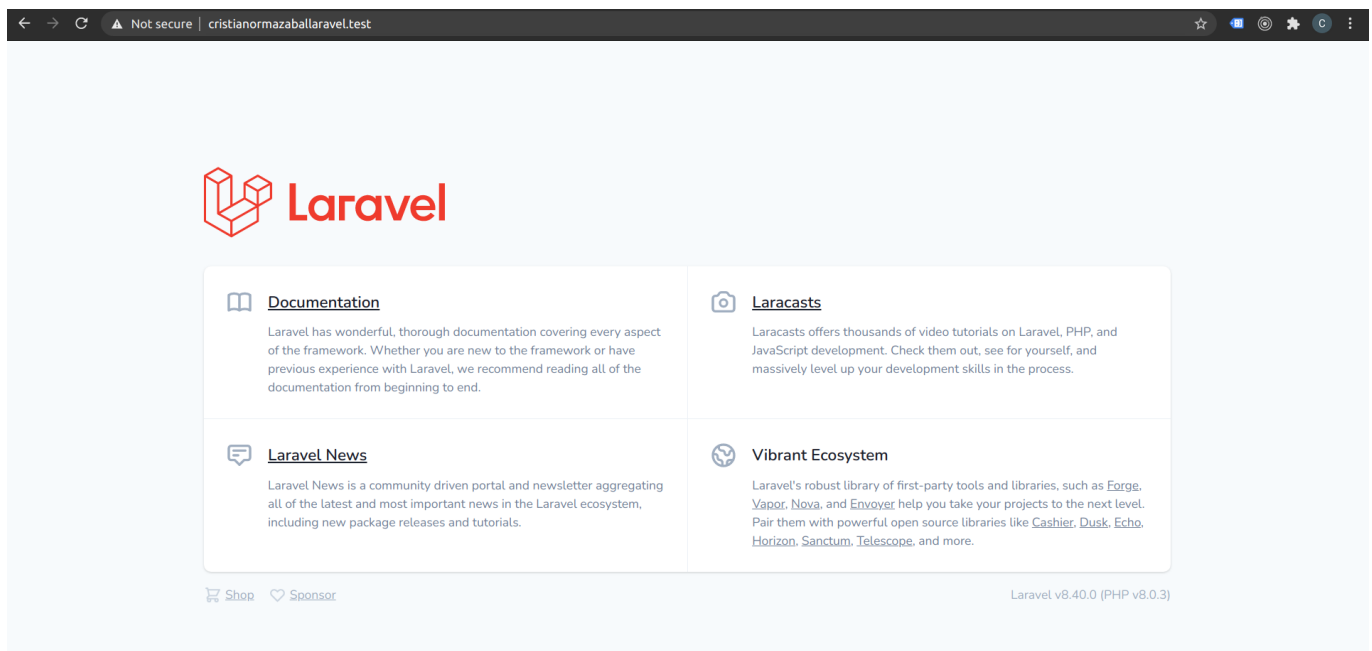 Not secure | cristianormazaballaravel.test
C
Laravel
Documentation
Laravel has wonderful, thorough documentation covering every aspect
of the framework. Whether you are new to the framework or have
previous experience with Laravel, we recommend reading all of the
documentation from beginning to end.
Laracasts
Laracasts offers thousands of video tutorials on Laravel, PHP, and
JavaScript development. Check them out, see for yourself, and
massively level up your development skills in the process.
Laravel News
Laravel News is a community driven portal and newsletter aggregating
all of the latest and most important news in the Laravel ecosystem,
including new package releases and tutorials.
Vibrant Ecosystem
Laravel's robust library of first-party tools and libraries, such as Forge,
Vapor, Nova, and Envoyer help you take your projects to the next level.
Pair them with powerful open source libraries like Cashier, Dusk, Echo,
Horizon, Sanctum, Telescope, and more.
Shop Sponsor
Laravel v8.40.0 (PHP v8.0.3)